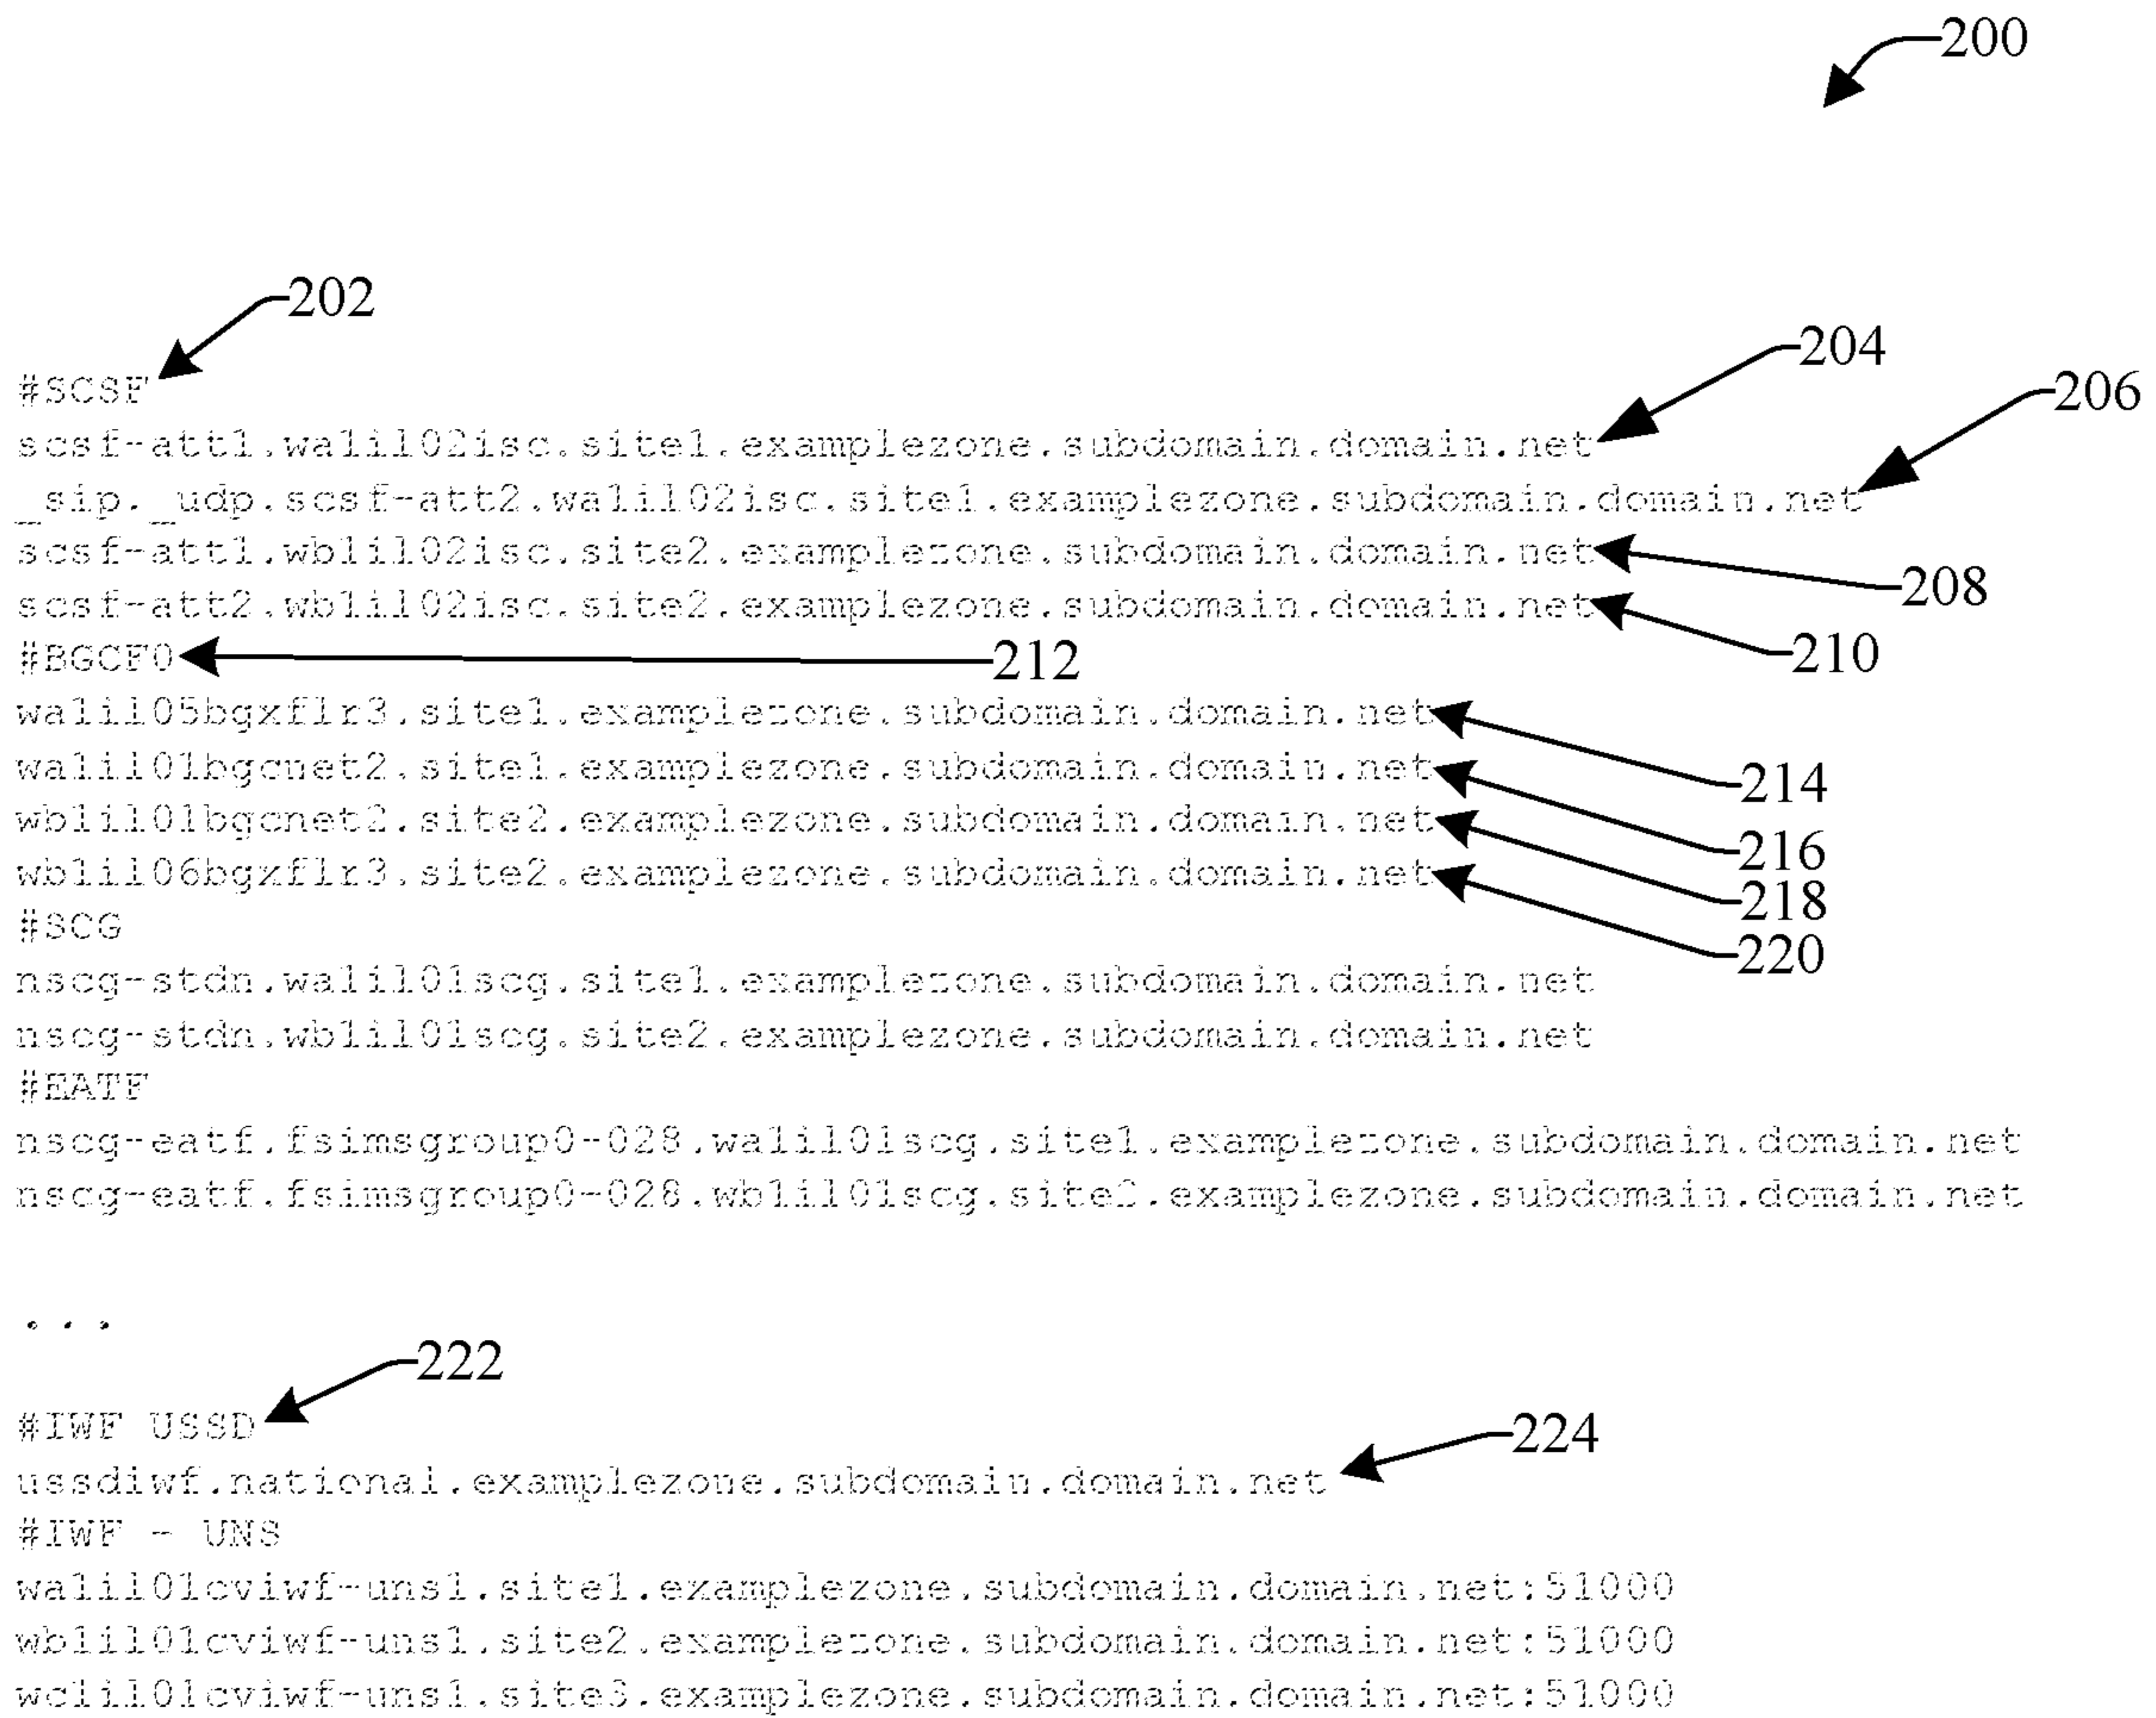 200
202
#SCSF
204
scsf-att1.wa1il02isc.site1.examplezone.subdomain.domain.net
206
_sip._udp.scsf-att2.wa1il02isc.site1.examplezone.subdomain.domain.net
scsf-att1.wb1il02isc.site2.examplezone.subdomain.domain.net
208
scsf-att2.wb1il02isc.site2.examplezone.subdomain.domain.net
210
#BGCF0
212
wa1il05bgxflr3.site1.examplezone.subdomain.domain.net
214
wa1il01bgcnet2.site1.examplezone.subdomain.domain.net
216
wb1il01bgcnet2.site2.examplezone.subdomain.domain.net
218
wb1il06bgxflr3.site2.examplezone.subdomain.domain.net
220
#SCG
nscg-stdn.wa1il01scg.site1.examplezone.subdomain.domain.net
nscg-stdn.wb1il01scg.site2.examplezone.subdomain.domain.net
#EATF
nscg-eatf.fsimsgroup0-028.wa1il01scg.site1.examplezone.subdomain.domain.net
nscg-eatf.fsimsgroup0-028.wb1il01scg.site2.examplezone.subdomain.domain.net
...
222
#IWF USSD
224
ussdiwf.national.examplezone.subdomain.domain.net
#IWF - UNS
wa1il01cviwf-uns1.site1.examplezone.subdomain.domain.net:51000
wb1il01cviwf-uns1.site2.examplezone.subdomain.domain.net:51000
wc1il01cviwf-uns1.site3.examplezone.subdomain.domain.net:51000